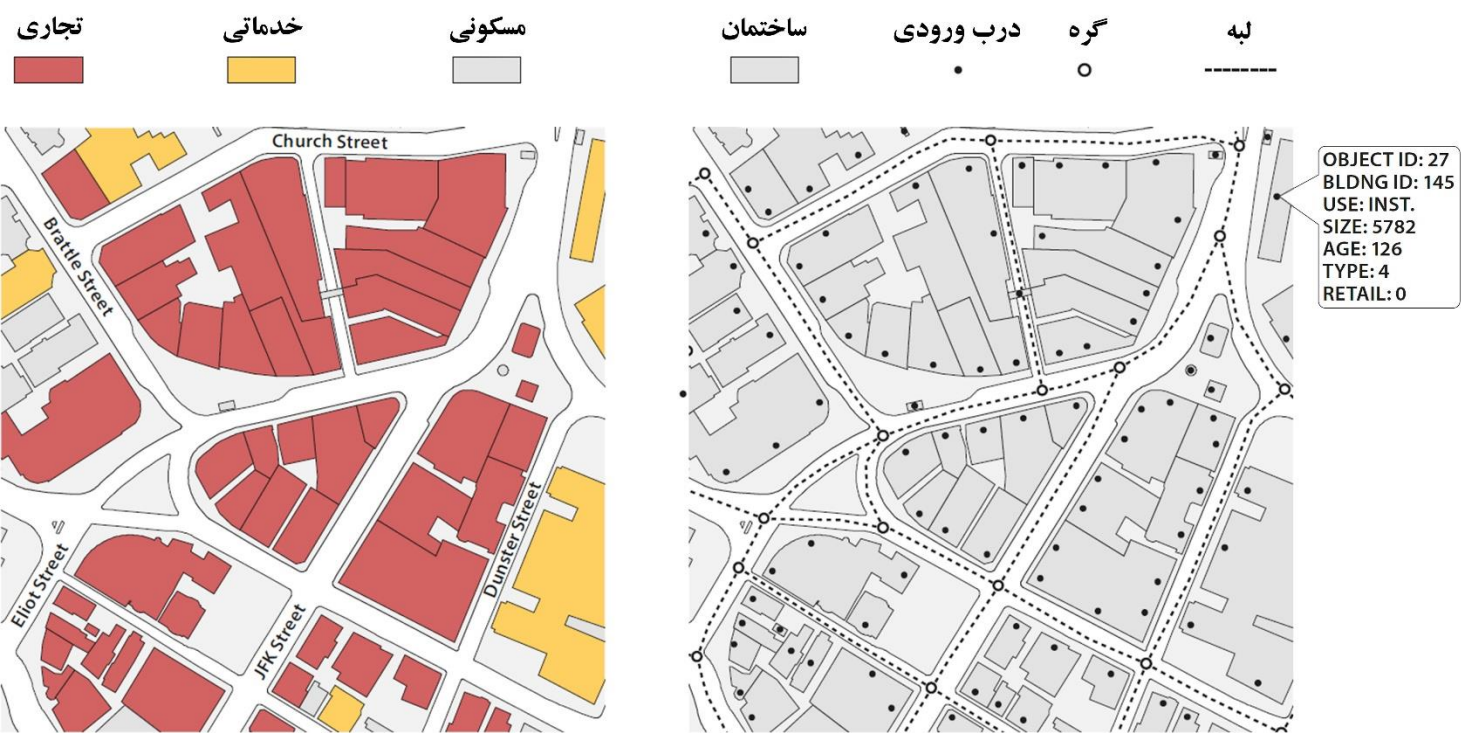 تجاری
خدماتی
مسکونی
ساختمان
درب ورودی
گره
لبه
Church Street
Brattle Street
Eliot Street
JFK Street
Dunster Street
OBJECT ID: 27
BLDNG ID: 145
USE: INST.
SIZE: 5782
AGE: 126
TYPE: 4
RETAIL: 0